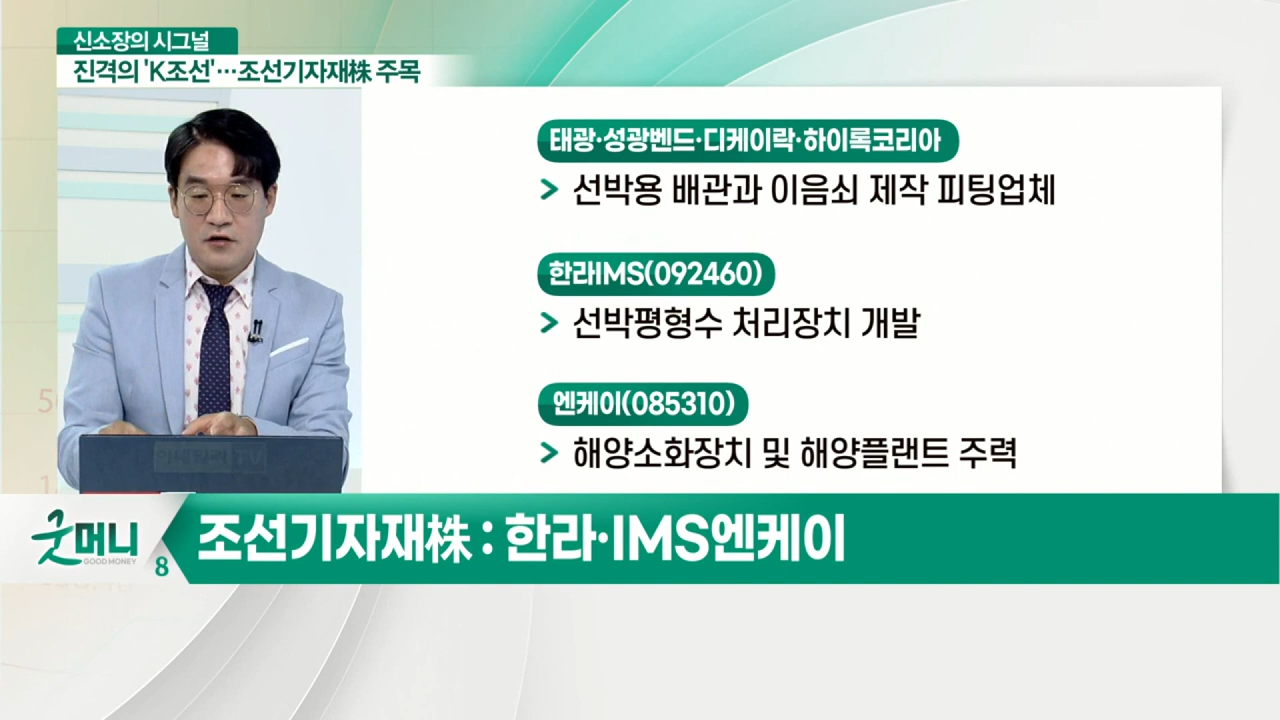 신소장의 시그널
진격의 'K조선'…조선기자재株 주목
태광·성광벤드·디케이락·하이록코리아
> 선박용 배관과 이음쇠 제작 피팅업체
한라IMS(092460)
> 선박평형수 처리장치 개발
엔케이(085310)
> 해양소화장치 및 해양플랜트 주력
이데일리 TV
굿머니
GOOD MONEY
8
조선기자재株 : 한라·IMS엔케이